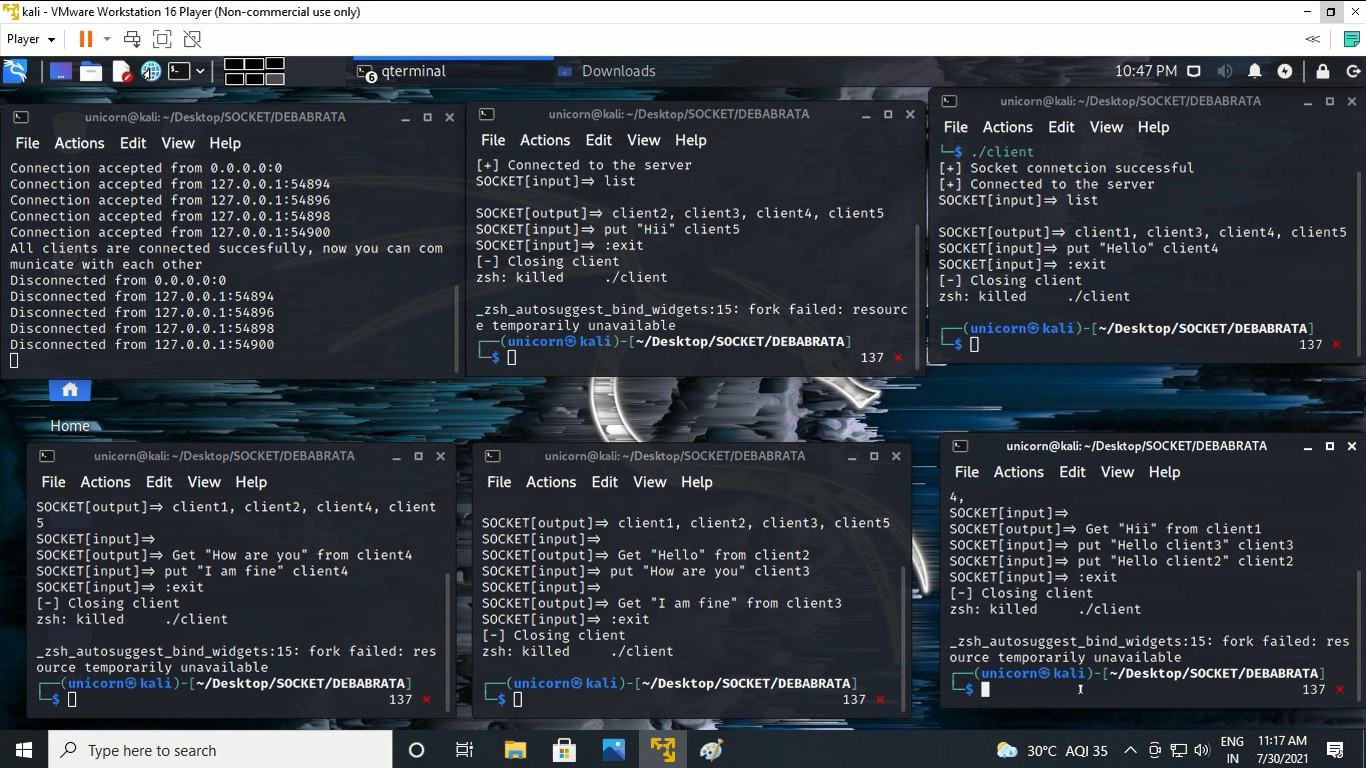 kali - VMware Workstation 16 Player (Non-commercial use only)
Player
6 qterminal
Downloads
10:47 PM
unicorn@kali: ~/Desktop/SOCKET/DEBABRATA
File Actions Edit View Help
Connection accepted from 0.0.0.0:0
Connection accepted from 127.0.0.1:54894
Connection accepted from 127.0.0.1:54896
Connection accepted from 127.0.0.1:54898
Connection accepted from 127.0.0.1:54900
All clients are connected succesfully, now you can com
municate with each other
Disconnected from 0.0.0.0:0
Disconnected from 127.0.0.1:54894
Disconnected from 127.0.0.1:54896
Disconnected from 127.0.0.1:54898
Disconnected from 127.0.0.1:54900
unicorn@kali: ~/Desktop/SOCKET/DEBABRATA
File Actions Edit View Help
[+] Connected to the server
SOCKET[input]=> list
SOCKET[output]=> client2, client3, client4, client5
SOCKET[input]=> put "Hii" client5
SOCKET[input]=> :exit
[-] Closing client
zsh: killed     ./client
_zsh_autosuggest_bind_widgets:15: fork failed: resourc
e temporarily unavailable
┌──(unicorn㉿kali)-[~/Desktop/SOCKET/DEBABRATA]
└─$ 137 ⨯
unicorn@kali: ~/Desktop/SOCKET/DEBABRATA
File Actions Edit View Help
└─$ ./client
[+] Socket connetcion successful
[+] Connected to the server
SOCKET[input]=> list
SOCKET[output]=> client1, client3, client4, client5
SOCKET[input]=> put "Hello" client4
SOCKET[input]=> :exit
[-] Closing client
zsh: killed     ./client
┌──(unicorn㉿kali)-[~/Desktop/SOCKET/DEBABRATA]
└─$ 137 ⨯
Home
unicorn@kali: ~/Desktop/SOCKET/DEBABRATA
File Actions Edit View Help
SOCKET[output]=> client1, client2, client4, client
5
SOCKET[input]=>
SOCKET[output]=> Get "How are you" from client4
SOCKET[input]=> put "I am fine" client4
SOCKET[input]=> :exit
[-] Closing client
zsh: killed     ./client
_zsh_autosuggest_bind_widgets:15: fork failed: res
ource temporarily unavailable
┌──(unicorn㉿kali)-[~/Desktop/SOCKET/DEBABRATA]
└─$ 137 ⨯
unicorn@kali: ~/Desktop/SOCKET/DEBABRATA
File Actions Edit View Help
SOCKET[output]=> client1, client2, client3, client5
SOCKET[input]=>
SOCKET[output]=> Get "Hello" from client2
SOCKET[input]=> put "How are you" client3
SOCKET[input]=>
SOCKET[output]=> Get "I am fine" from client3
SOCKET[input]=> :exit
[-] Closing client
zsh: killed     ./client
┌──(unicorn㉿kali)-[~/Desktop/SOCKET/DEBABRATA]
└─$ 137 ⨯
unicorn@kali: ~/Desktop/SOCKET/DEBABRATA
File Actions Edit View Help
4,
SOCKET[input]=>
SOCKET[output]=> Get "Hii" from client1
SOCKET[input]=> put "Hello client3" client3
SOCKET[input]=> put "Hello client2" client2
SOCKET[input]=> :exit
[-] Closing client
zsh: killed     ./client
_zsh_autosuggest_bind_widgets:15: fork failed: res
ource temporarily unavailable
┌──(unicorn㉿kali)-[~/Desktop/SOCKET/DEBABRATA]
└─$ 137 ⨯
Type here to search
30°C AQI 35
ENG
IN
11:17 AM
7/30/2021